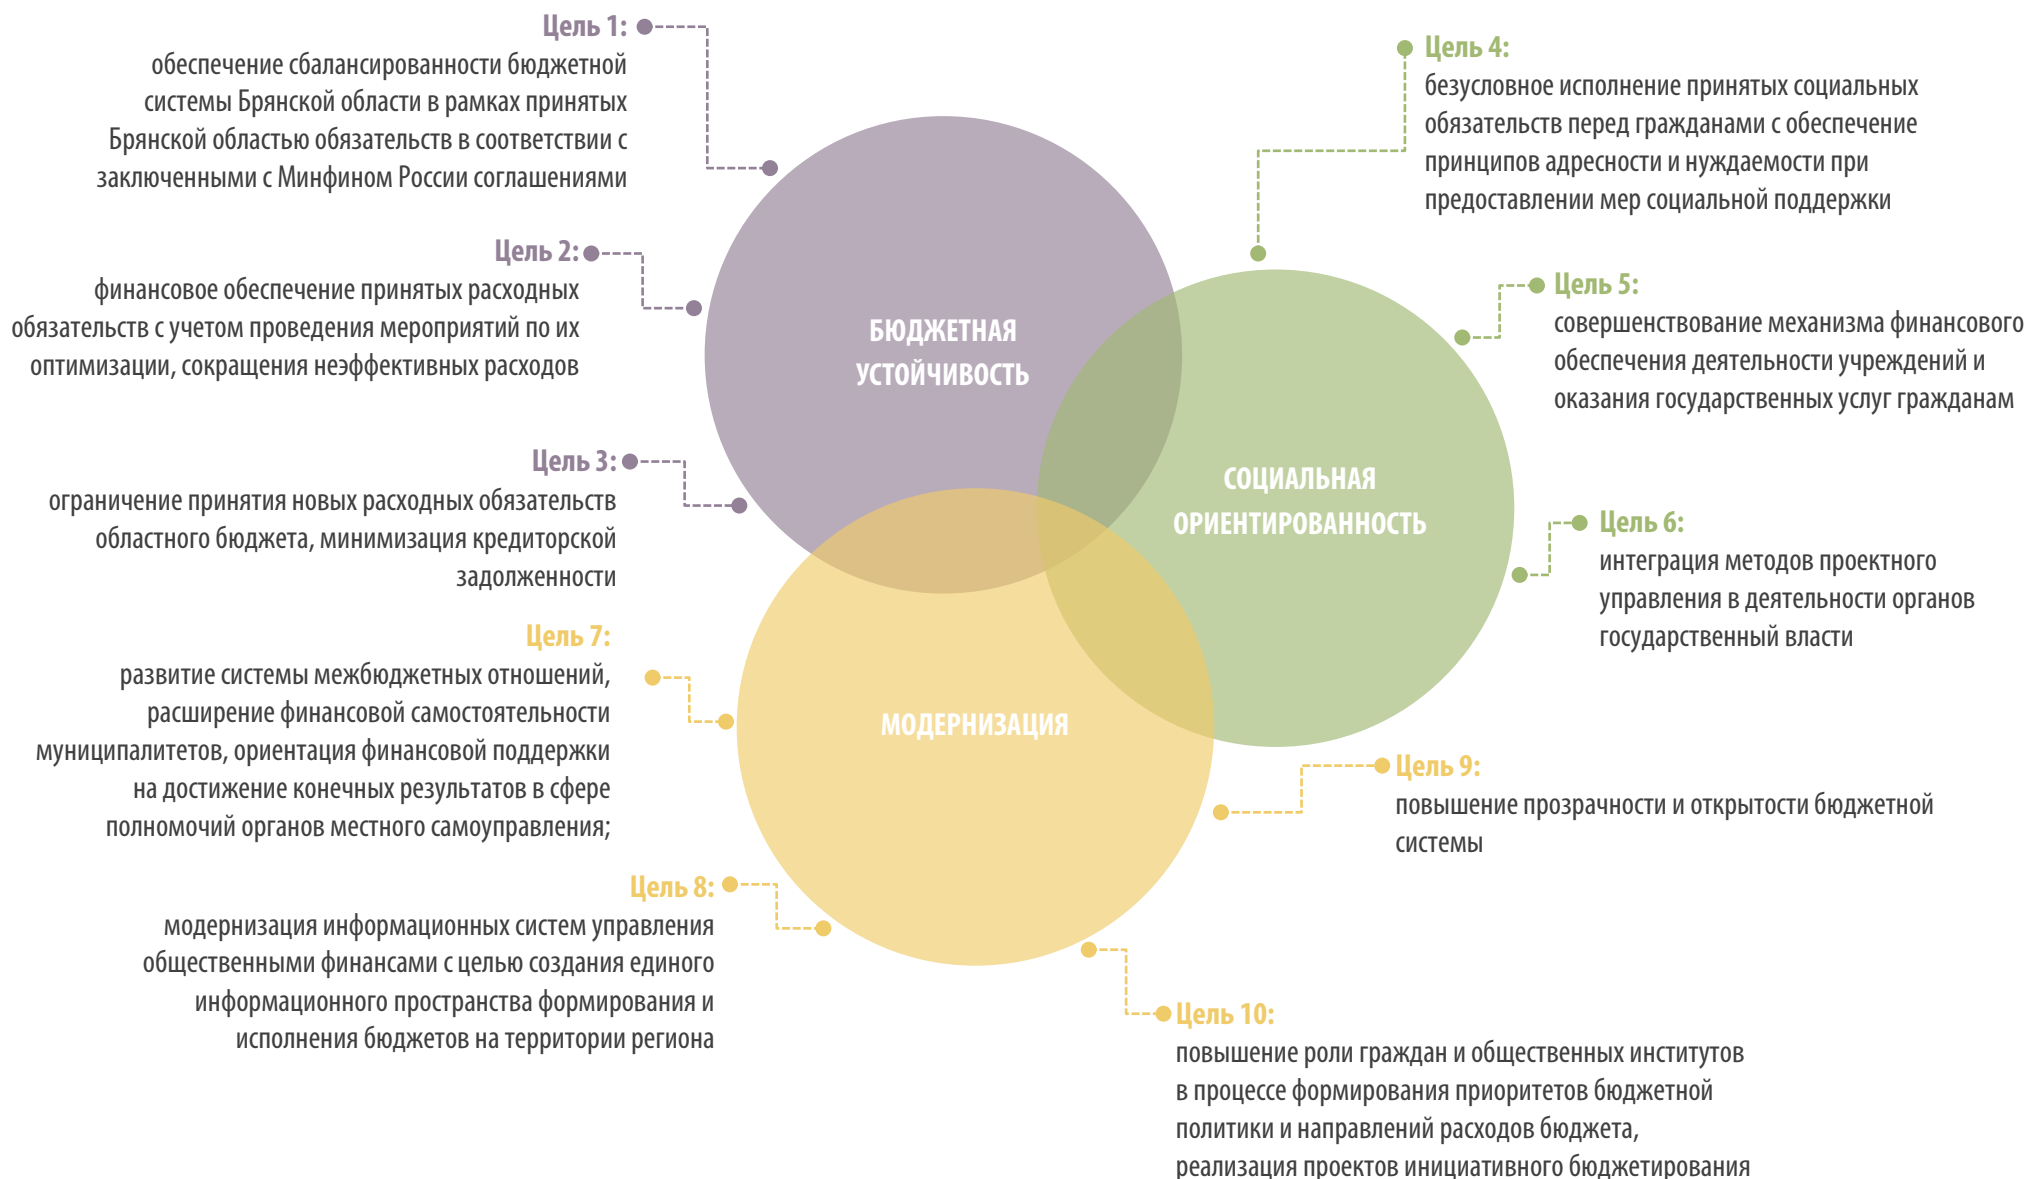 Цель 1:
обеспечение сбалансированности бюджетной
системы Брянской области в рамках принятых
Брянской областью обязательств в соответствии с
заключенными с Минфином России соглашениями
Цель 2:
финансовое обеспечение принятых расходных
обязательств с учетом проведения мероприятий по их
оптимизации, сокращения неэффективных расходов
Цель 3:
ограничение принятия новых расходных обязательств
областного бюджета, минимизация кредиторской
задолженности
БЮДЖЕТНАЯ
УСТОЙЧИВОСТЬ
Цель 4:
безусловное исполнение принятых социальных
обязательств перед гражданами с обеспечение
принципов адресности и нуждаемости при
предоставлении мер социальной поддержки
Цель 5:
совершенствование механизма финансового
обеспечения деятельности учреждений и
оказания государственных услуг гражданам
Цель 6:
интеграция методов проектного
управления в деятельности органов
государственный власти
СОЦИАЛЬНАЯ
ОРИЕНТИРОВАННОСТЬ
Цель 7:
развитие системы межбюджетных отношений,
расширение финансовой самостоятельности
муниципалитетов, ориентация финансовой поддержки
на достижение конечных результатов в сфере
полномочий органов местного самоуправления;
Цель 8:
модернизация информационных систем управления
общественными финансами с целью создания единого
информационного пространства формирования и
исполнения бюджетов на территории региона
МОДЕРНИЗАЦИЯ
Цель 9:
повышение прозрачности и открытости бюджетной
системы
Цель 10:
повышение роли граждан и общественных институтов
в процессе формирования приоритетов бюджетной
политики и направлений расходов бюджета,
реализация проектов инициативного бюджетирования